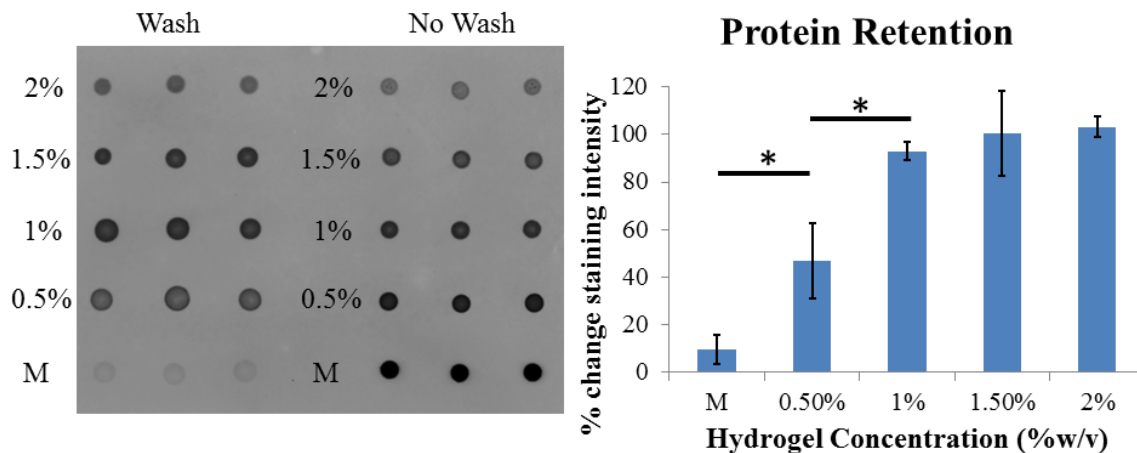 Wash No Wash
2% 2%
1.5% 1.5%
1% 1%
0.5% 0.5%
M M
Protein Retention
% change staining intensity
120
100
80
60
40
20
0
*
*
M 0.50% 1% 1.50% 2%
Hydrogel Concentration (%w/v)